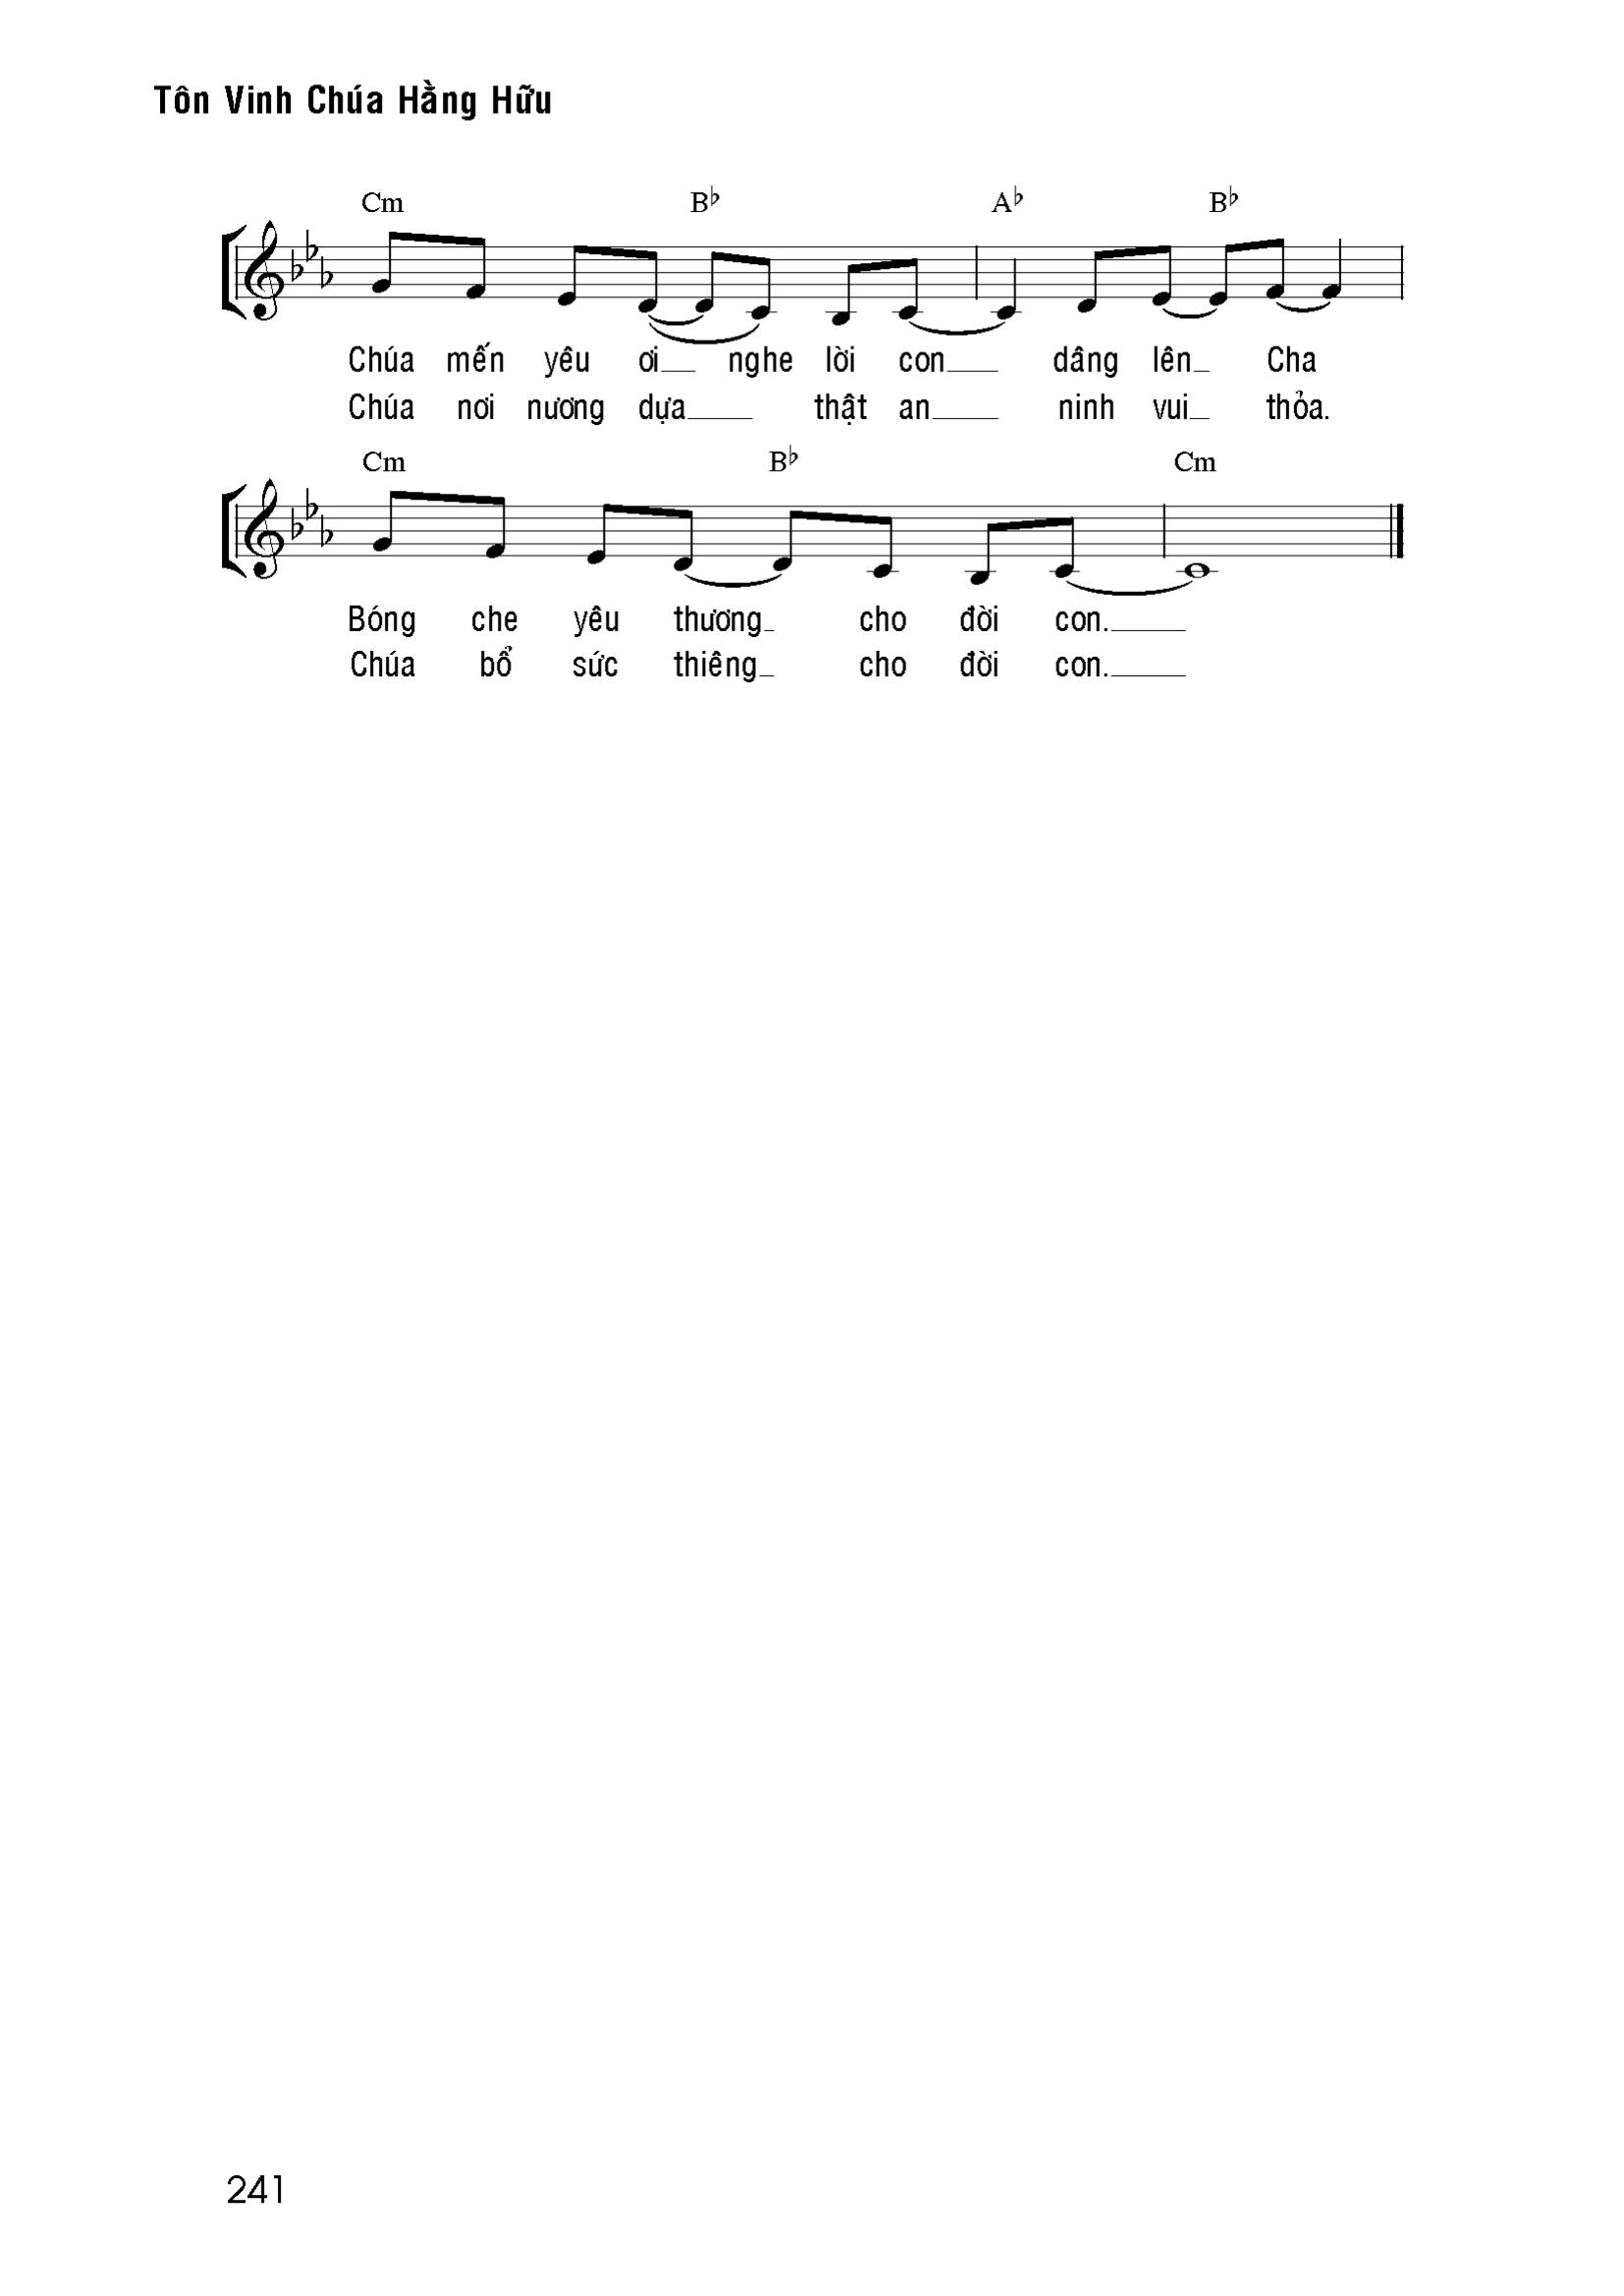 Tôn Vinh Chúa Hằng Hữu
Cm B♭ A♭ B♭
Chúa mến yêu ơi nghe lời con dâng lên Cha
Chúa nơi nương dựa thật an ninh vui thỏa.
Cm B♭ Cm
Bóng che yêu thương cho đời con.
Chúa bổ sức thiêng cho đời con.
241